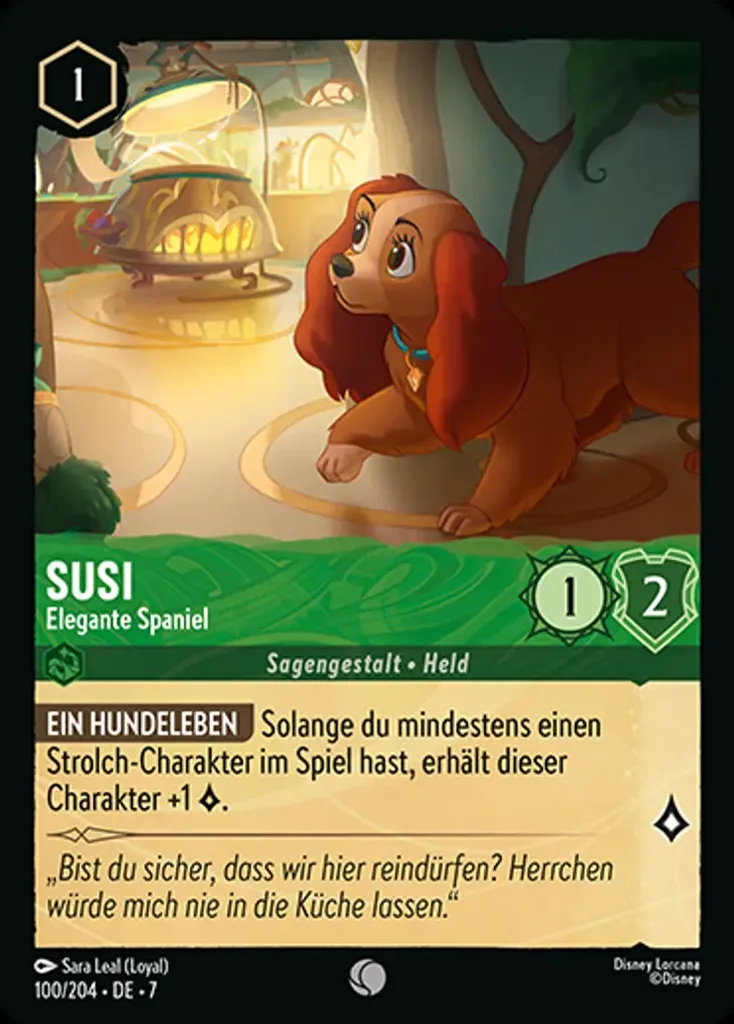 1
SUSI
Elegante Spaniel
1
2
Sagengestalt • Held
EIN HUNDELEBEN Solange du mindestens einen
Strolch-Charakter im Spiel hast, erhält dieser
Charakter +1 .
„Bist du sicher, dass wir hier reindürfen? Herrchen
würde mich nie in die Küche lassen.“
Sara Leal (Loyal)
Disney Lorcana
100/204 • DE • 7
©Disney